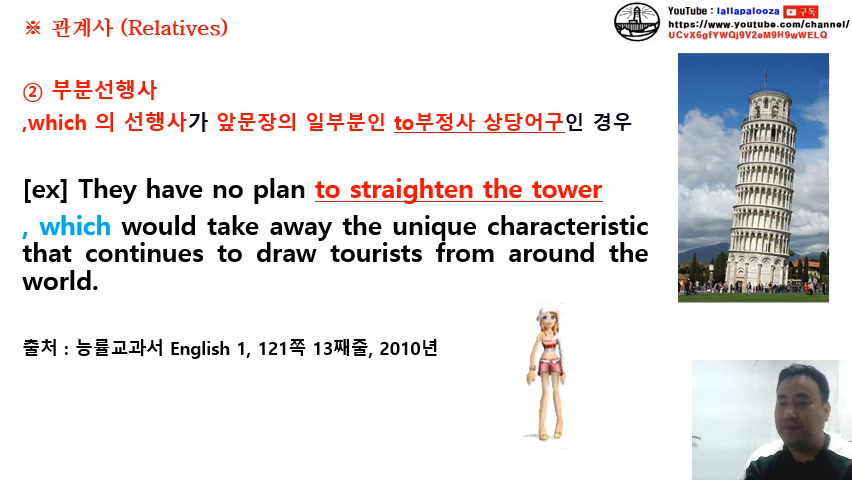 ※ 관계사 (Relatives)
YouTube : lallapalooza 구독
https://www.youtube.com/channel/
UCvX6gfYWQj9V2eM9H9wWELQ
② 부분선행사
,which 의 선행사가 앞문장의 일부분인 to부정사 상당어구인 경우
[ex] They have no plan to straighten the tower
, which would take away the unique characteristic
that continues to draw tourists from around the
world.
출처 : 능률교과서 English 1, 121쪽 13째줄, 2010년